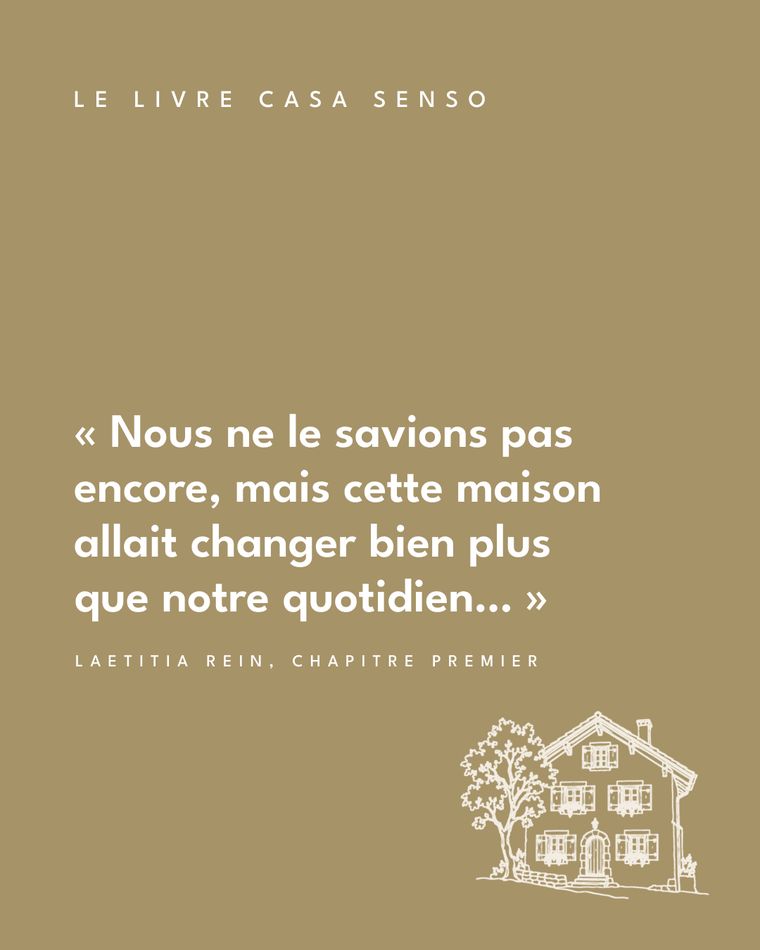 LE LIVRE CASA SENSO
« Nous ne le savions pas
encore, mais cette maison
allait changer bien plus
que notre quotidien... »
LAETITIA REIN, CHAPITRE PREMIER